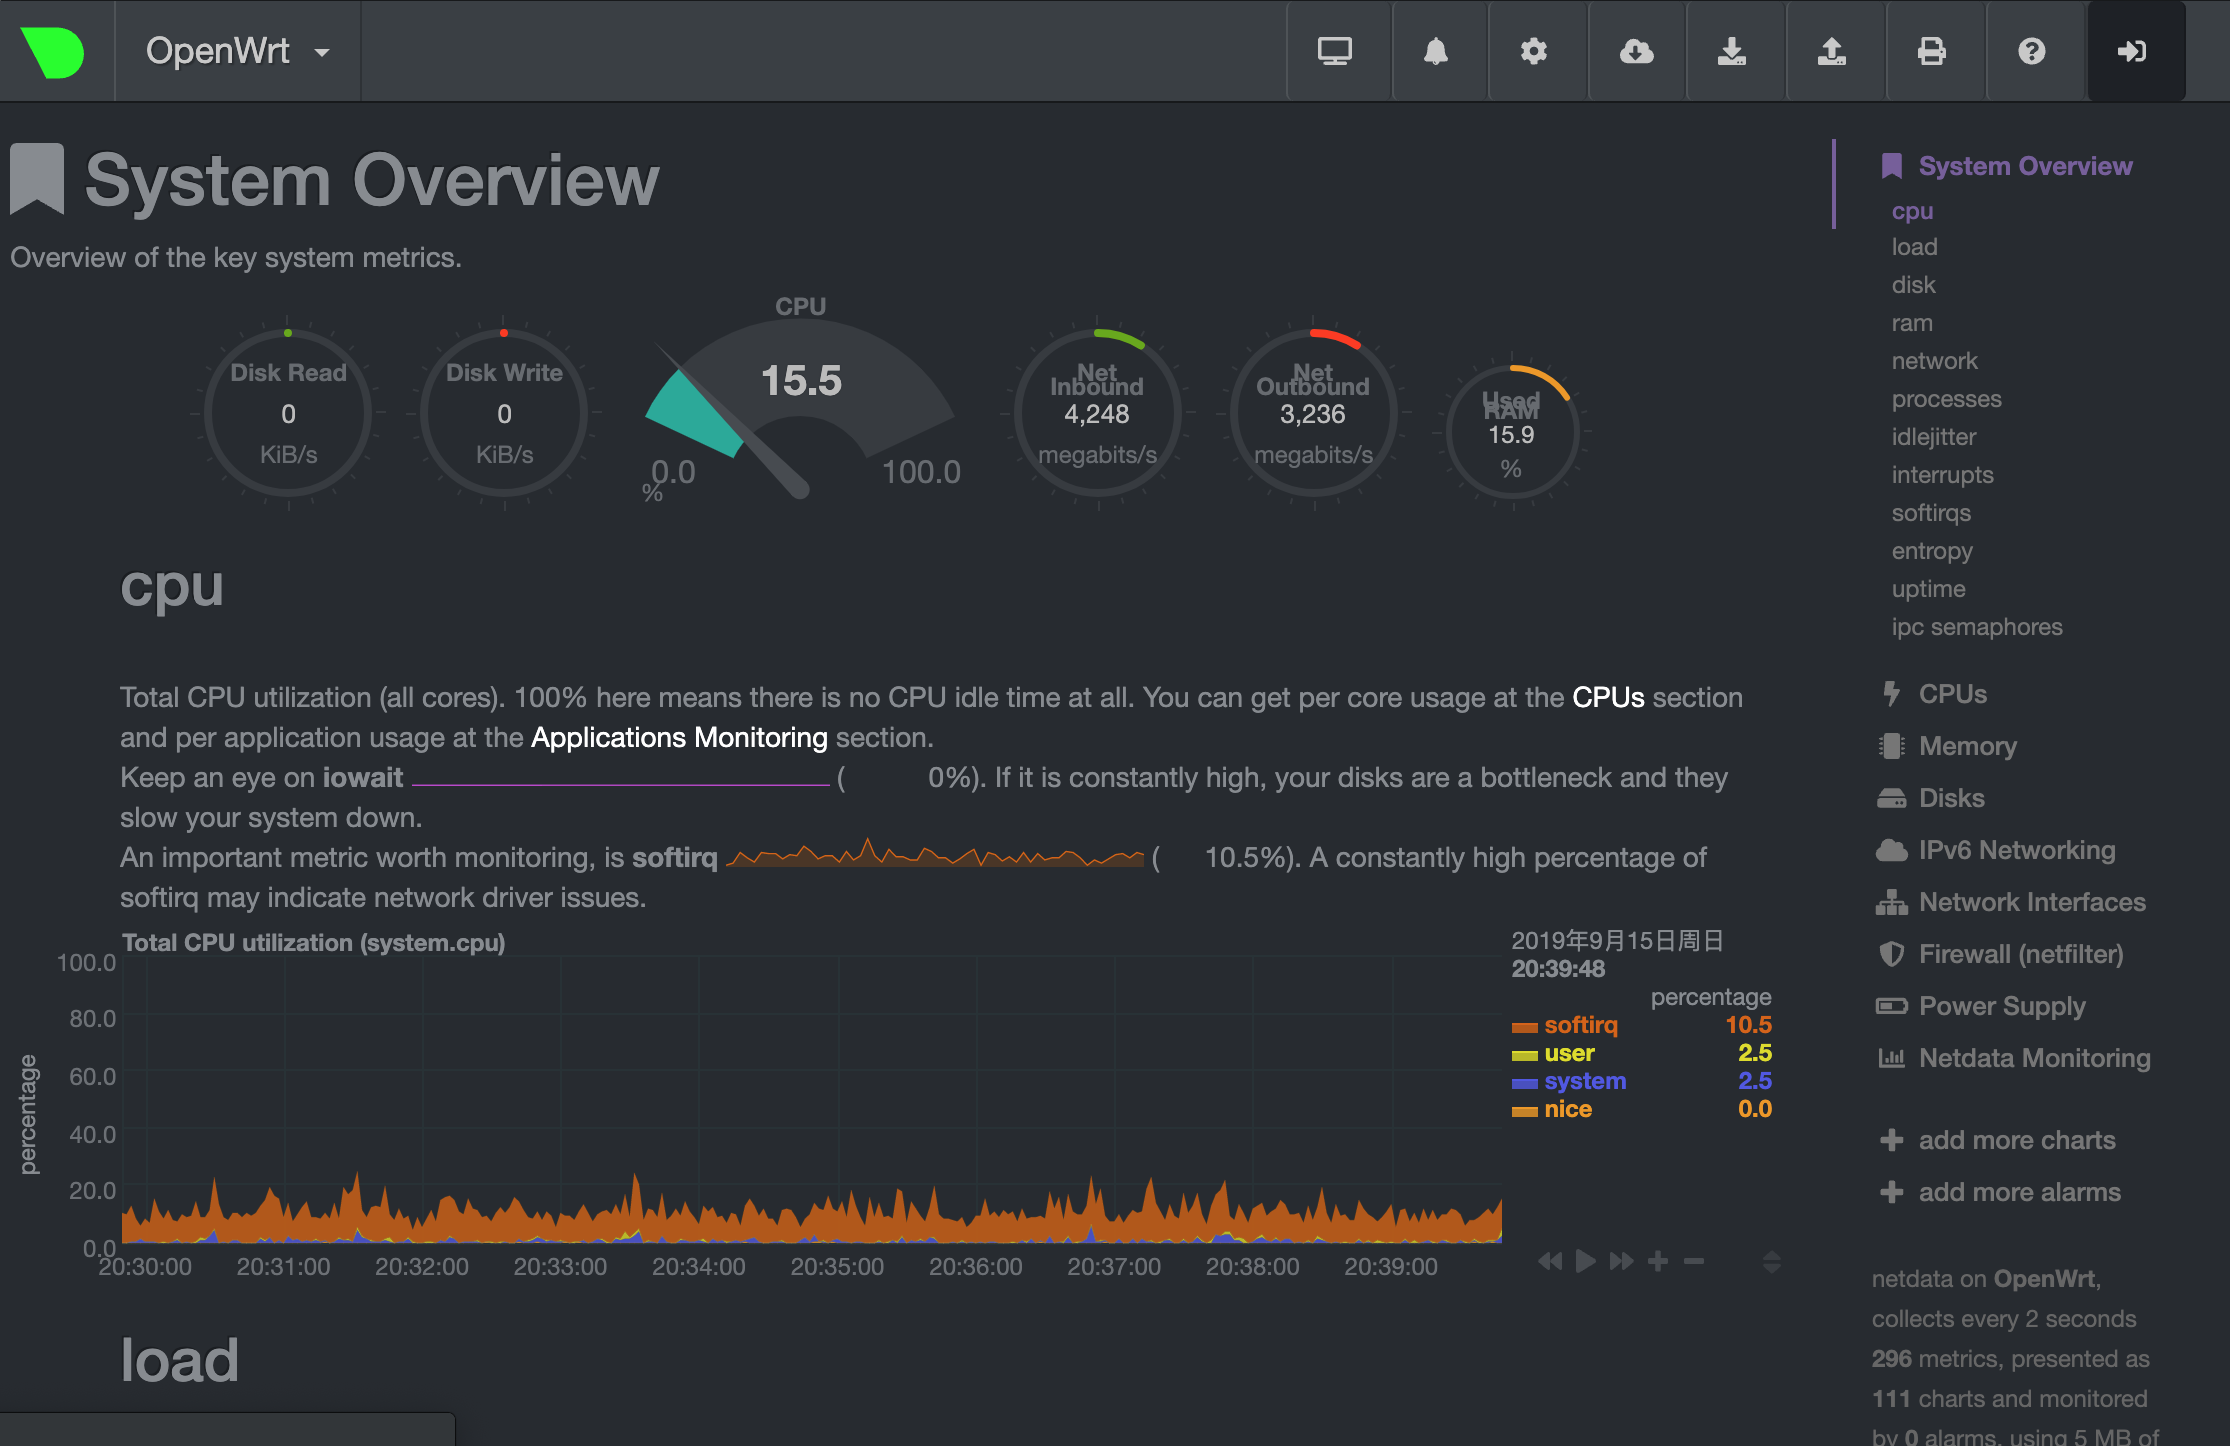 OpenWrt
System Overview
Overview of the key system metrics.
Disk Read
0
KiB/s
Disk Write
0
KiB/s
CPU
15.5
0.0
100.0
%
Net
Inbound
4,248
megabits/s
Net
Outbound
3,236
megabits/s
Used
RAM
15.9
%
cpu
Total CPU utilization (all cores). 100% here means there is no CPU idle time at all. You can get per core usage at the CPUs section
and per application usage at the Applications Monitoring section.
Keep an eye on iowait ( 0%). If it is constantly high, your disks are a bottleneck and they
slow your system down.
An important metric worth monitoring, is softirq ( 10.5%). A constantly high percentage of
softirq may indicate network driver issues.
Total CPU utilization (system.cpu)
percentage
100.0
80.0
60.0
40.0
20.0
0.0
20:30:00 20:31:00 20:32:00 20:33:00 20:34:00 20:35:00 20:36:00 20:37:00 20:38:00 20:39:00
2019年9月15日周日
20:39:48
percentage
softirq 10.5
user 2.5
system 2.5
nice 0.0
load
System Overview
cpu
load
disk
ram
network
processes
idlejitter
interrupts
softirqs
entropy
uptime
ipc semaphores
CPUs
Memory
Disks
IPv6 Networking
Network Interfaces
Firewall (netfilter)
Power Supply
Netdata Monitoring
add more charts
add more alarms
netdata on OpenWrt,
collects every 2 seconds
296 metrics, presented as
111 charts and monitored
by 0 alarms, using 5 MB of